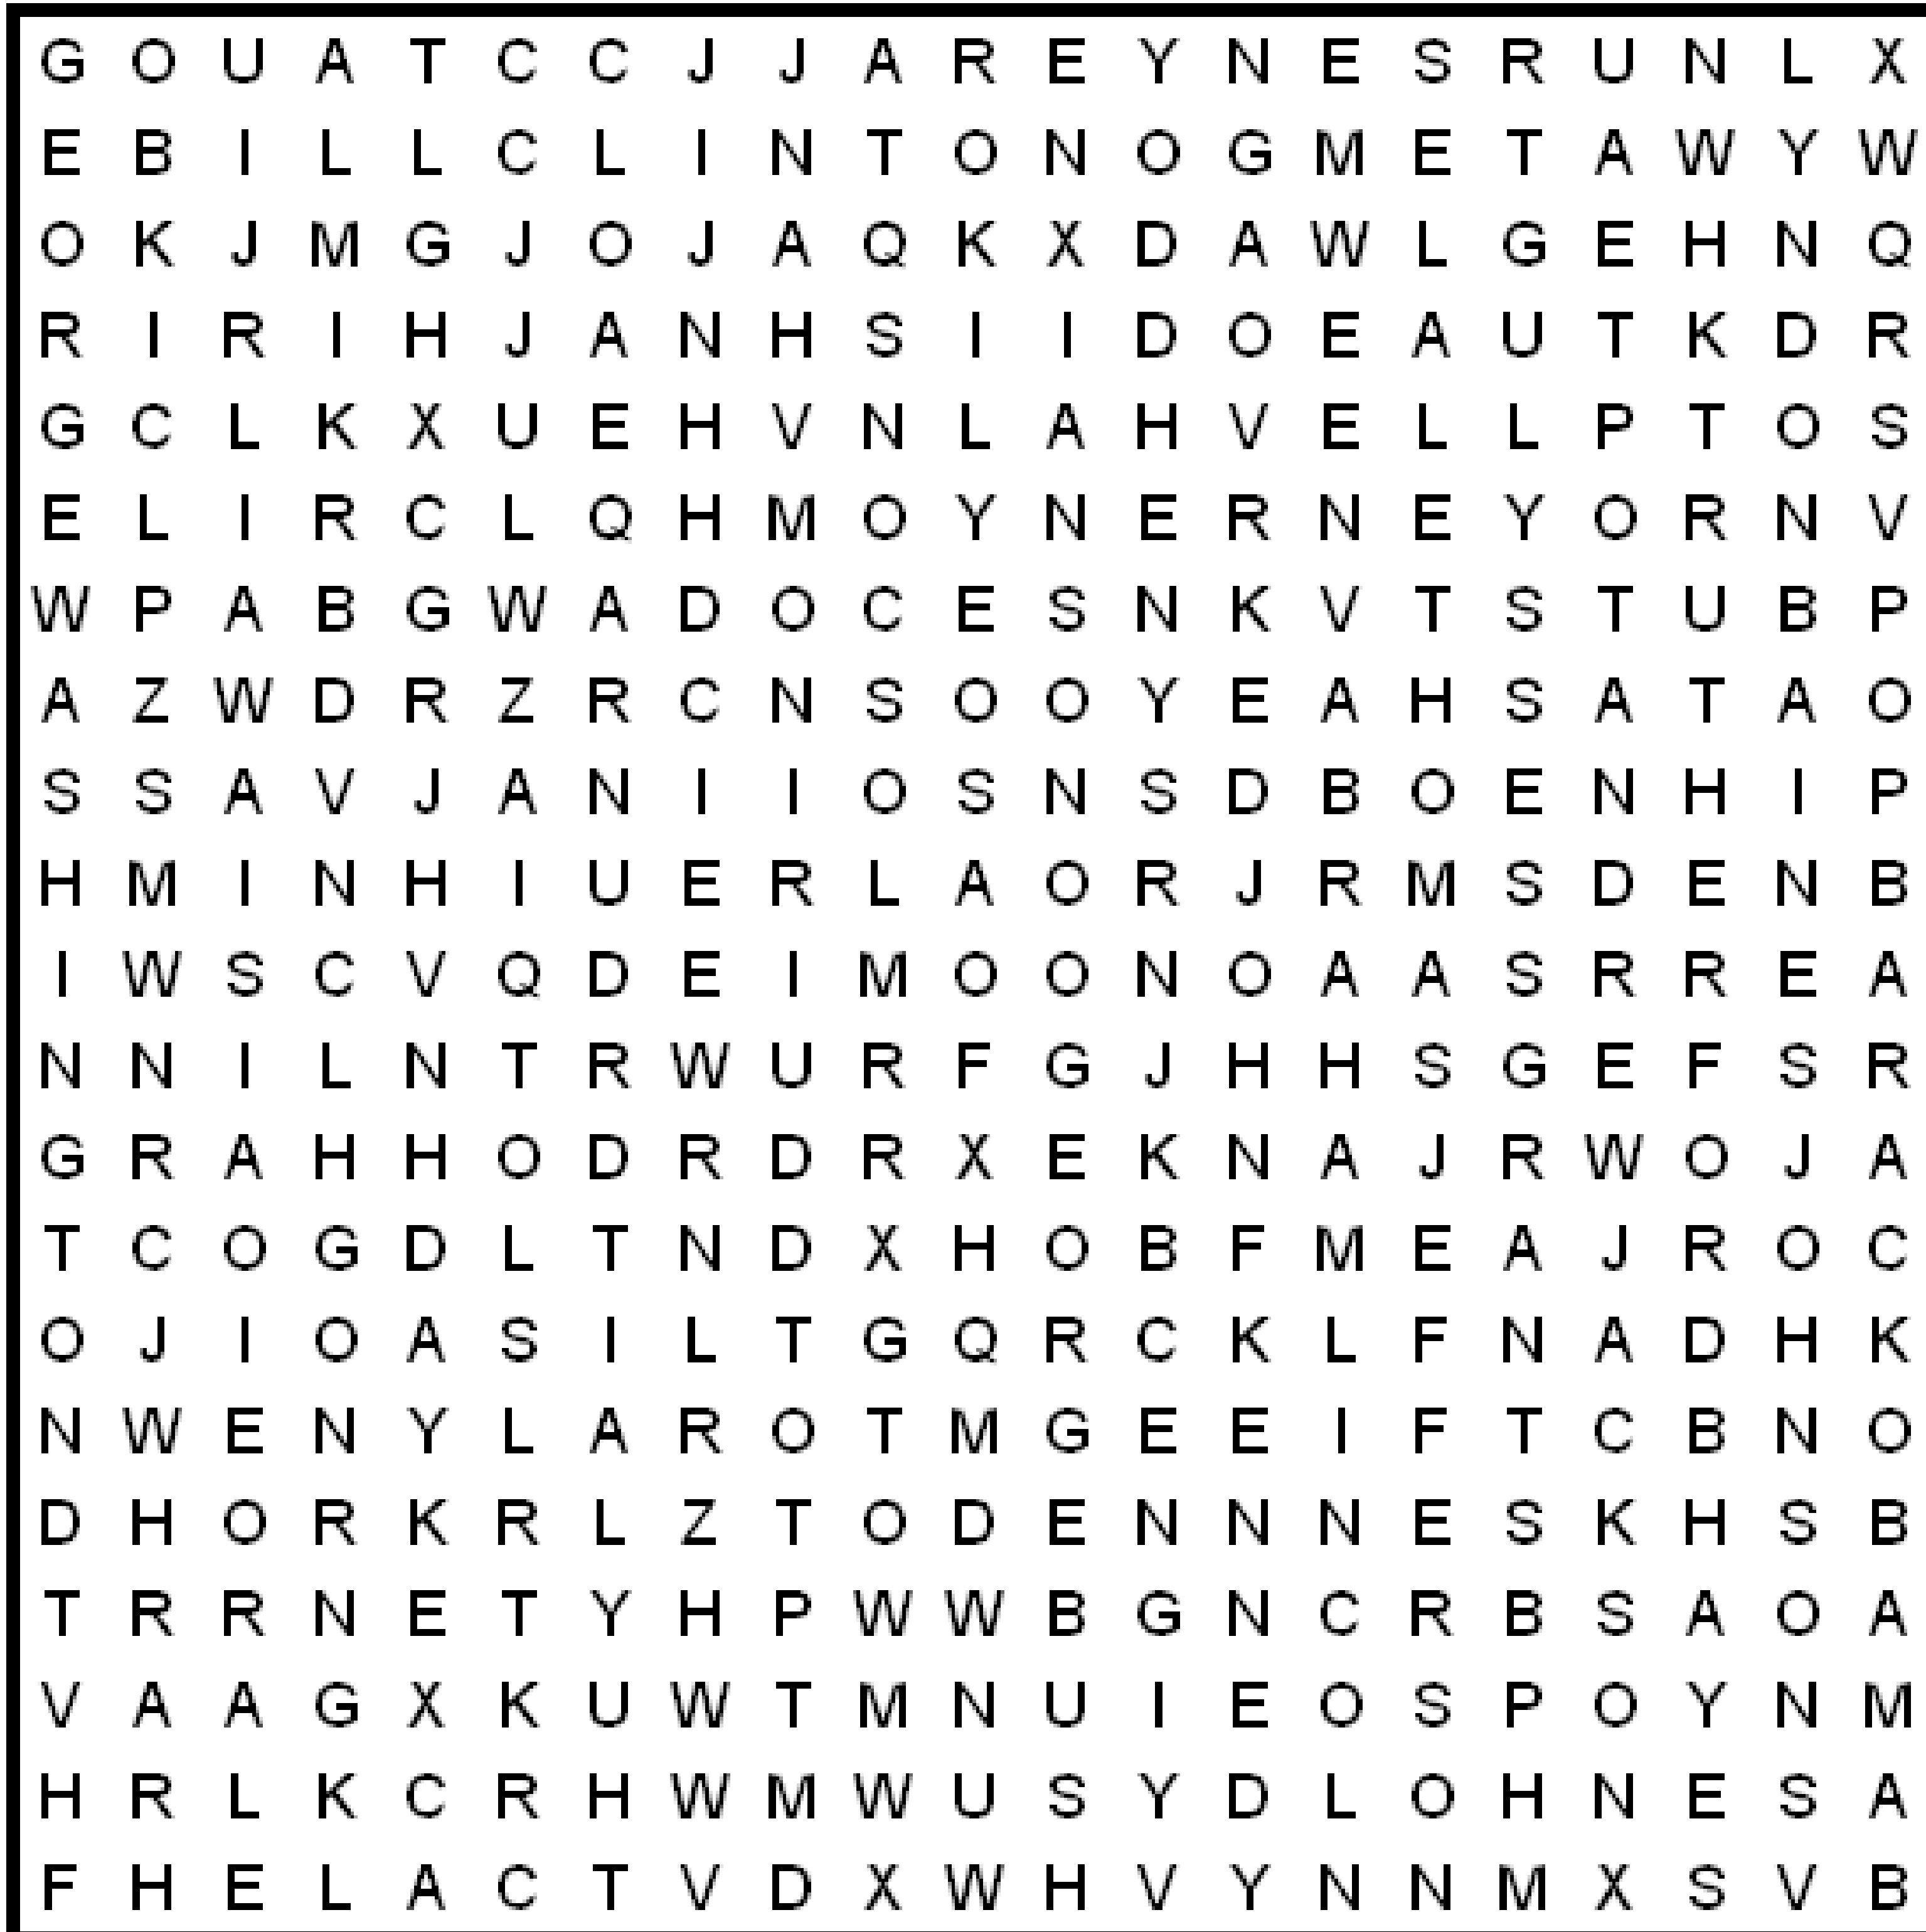 G O U A T C C J J A R E Y N E S R U N L X
E B I L L C L I N T O N O G M E T A W Y W
O K J M G J O J A Q K X D A W L G E H N Q
R I R I H J A N H S I I D O E A U T K D R
G C L K X U E H V N L A H V E L L P T O S
E L I R C L Q H M O Y N E R N E Y O R N V
W P A B G W A D O C E S N K V T S T U B P
A Z W D R Z R C N S O O Y E A H S A T A O
S S A V J A N I I O S N S D B O E N H I P
H M I N H I U E R L A O R J R M S D E N B
I W S C V Q D E I M O O N O A A S R R E A
N N I L N T R W U R F G J H H S G E F S R
G R A H H O D R D R X E K N A J R W O J A
T C O G D L T N D X H O B F M E A J R O C
O J I O A S I L T G Q R C K L F N A D H K
N W E N Y L A R O T M G E E I F T C B N O
D H O R K R L Z T O D E N N N E S K H S B
T R R N E T Y H P W W B G N C R B S A O A
V A A G X K U W T M N U I E O S P O Y N M
H R L K C R H W M W U S Y D L O H N E S A
F H E L A C T V D X W H V Y N N M X S V B